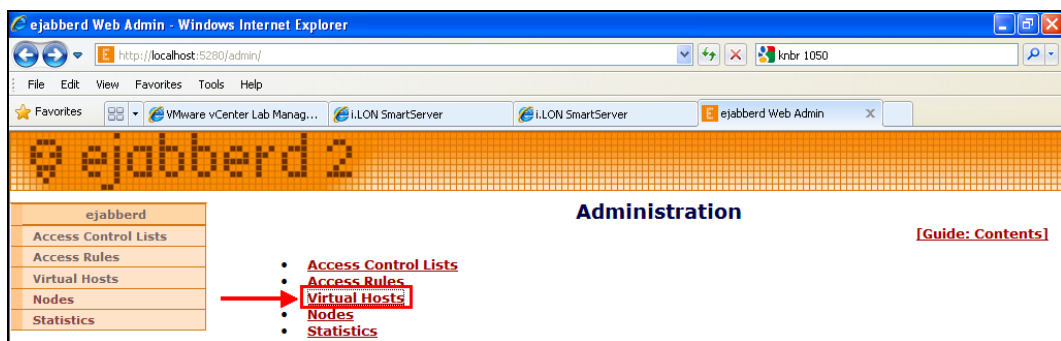 ejabberd Web Admin - Windows Internet Explorer
http://localhost:5280/admin/
knbr 1050
File Edit View Favorites Tools Help
Favorites
VMware vCenter Lab Manag...
i.LON SmartServer
i.LON SmartServer
ejabberd Web Admin
ejabberd 2
ejabberd
Access Control Lists
Access Rules
Virtual Hosts
Nodes
Statistics
Administration
[Guide: Contents]
Access Control Lists
Access Rules
Virtual Hosts
Nodes
Statistics